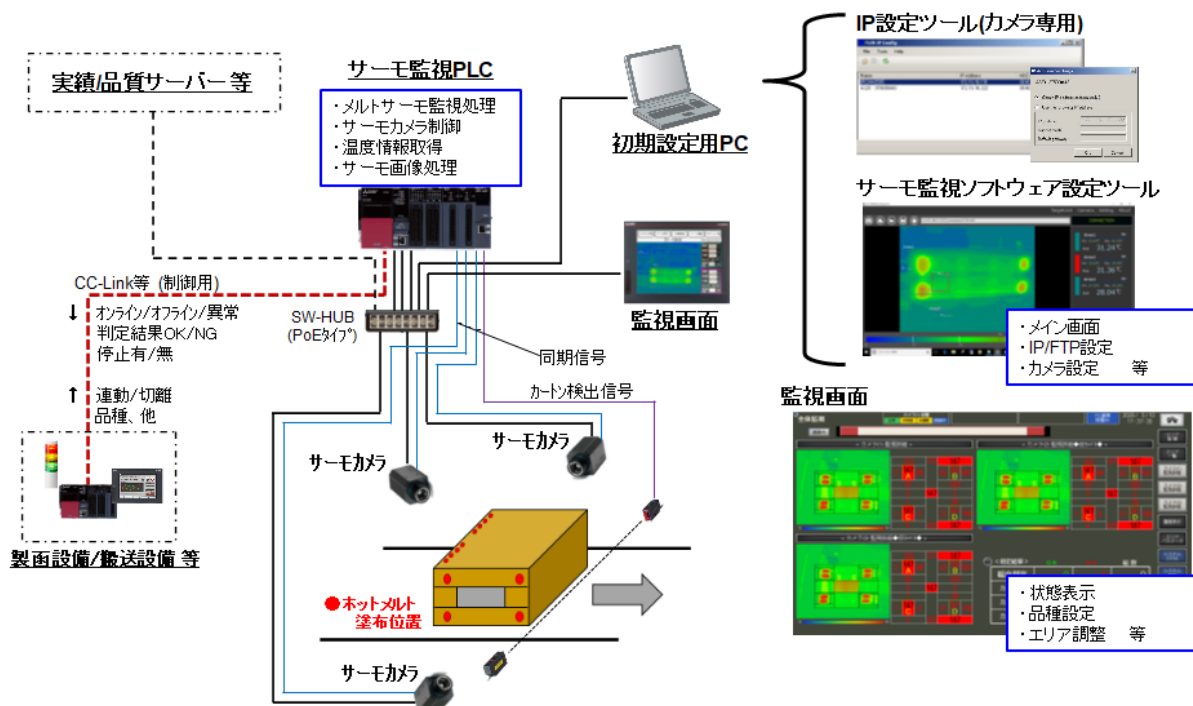 実績/品質サーバー 等
サーモ監視PLC
・メルトサーモ監視処理
・サーモカメラ制御
・温度情報取得
・サーモ画像処理
初期設定用PC
IP設定ツール(カメラ専用)
サーモ監視ソフトウェア設定ツール
・メイン画面
・IP/FTP設定
・カメラ設定 等
監視画面
CC-Link等 (制御用)
↓ オンライン/オフライン/異常
判定結果OK/NG
停止有/無
↑ 連動/切離
品種、他
SW-HUB
(PoEタイプ)
同期信号
カートン検出信号
サーモカメラ
サーモカメラ
サーモカメラ
●ホットメルト
塗布位置
製函設備/搬送設備 等
監視画面
・状態表示
・品種設定
・エリア調整 等
31.24℃
31.36℃
28.04℃